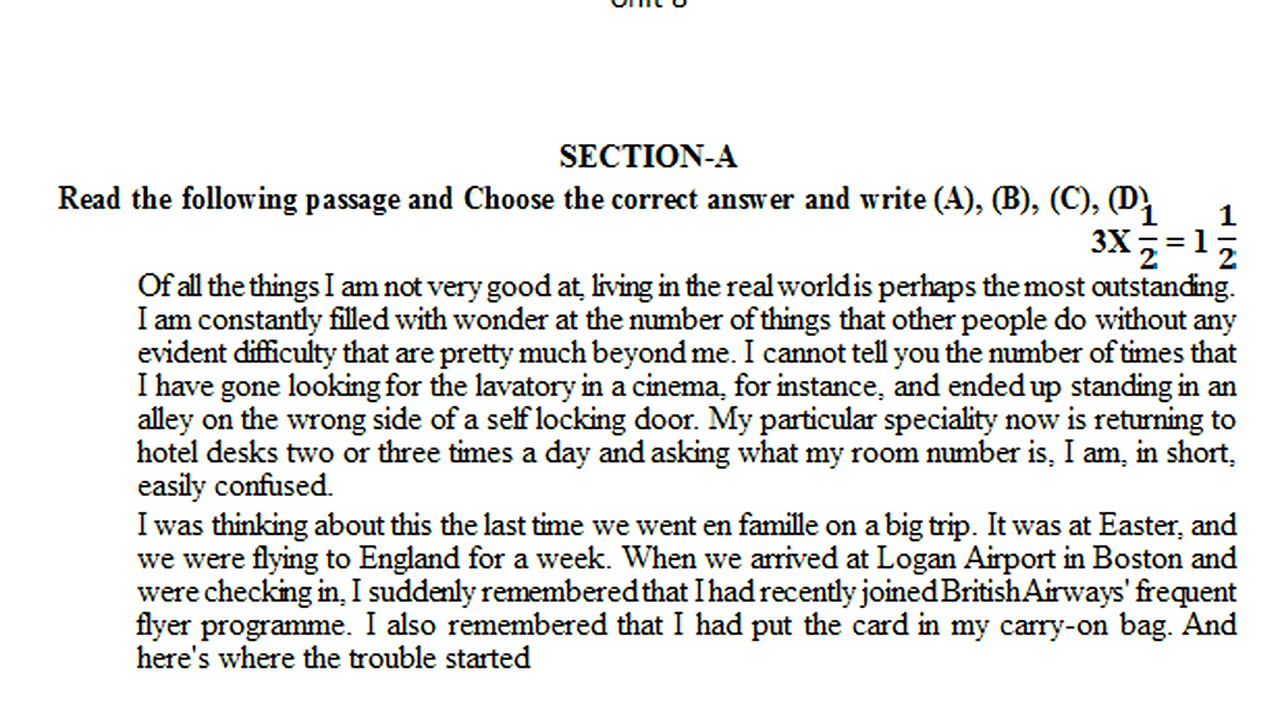 Unit 8
SECTION-A
Read the following passage and Choose the correct answer and write (A), (B), (C), (D)
3X 1/2 = 1 1/2
Of all the things I am not very good at, living in the real world is perhaps the most outstanding.
I am constantly filled with wonder at the number of things that other people do without any
evident difficulty that are pretty much beyond me. I cannot tell you the number of times that
I have gone looking for the lavatory in a cinema, for instance, and ended up standing in an
alley on the wrong side of a self locking door. My particular speciality now is returning to
hotel desks two or three times a day and asking what my room number is, I am, in short,
easily confused.
I was thinking about this the last time we went en famille on a big trip. It was at Easter, and
we were flying to England for a week. When we arrived at Logan Airport in Boston and
were checking in, I suddenly remembered that I had recently joined British Airways' frequent
flyer programme. I also remembered that I had put the card in my carry-on bag. And
here's where the trouble started